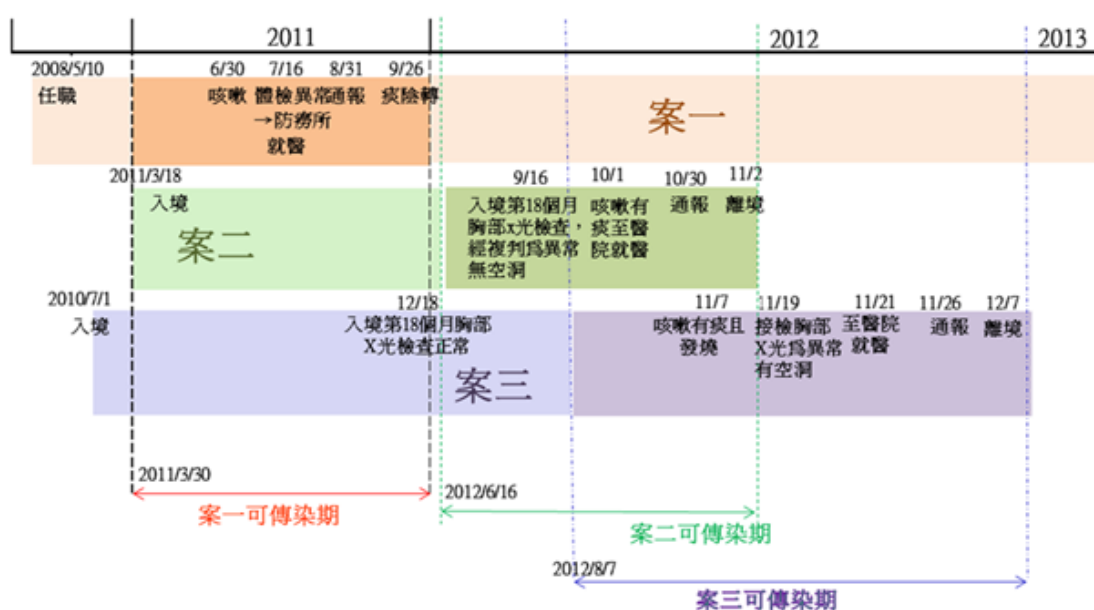 2011
2012
2013
2008/5/10
6/30
7/16
8/31
9/26
任職
咳嗽
體檢異常
通報
痰陰轉
→防癆所
就醫
案一
2011/3/18
入境
案二
9/16
10/1
10/30
11/2
入境第18個月
胸部x光檢查，
經複判爲異常
無空洞
咳嗽有
痰至醫
院就醫
通報
離境
2010/7/1
入境
12/18
入境第18個月胸部
X光檢查正常
案三
11/7
11/19
11/21
11/26
12/7
咳嗽有痰且
發燒
接檢胸部
X光爲異常
有空洞
至醫院
就醫
通報
離境
2011/3/30
案一可傳染期
2012/6/16
案二可傳染期
2012/8/7
案三可傳染期